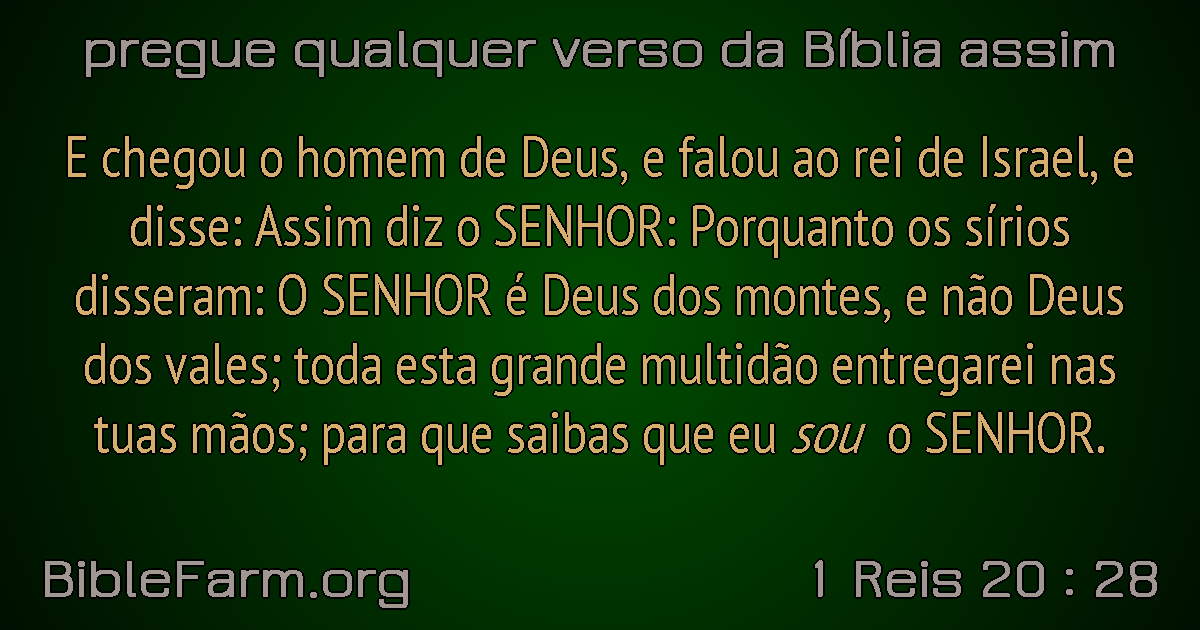 pregue qualquer verso da Bíblia assim
E chegou o homem de Deus, e falou ao rei de Israel, e
disse: Assim diz o SENHOR: Porquanto os sírios
disseram: O SENHOR é Deus dos montes, e não Deus
dos vales; toda esta grande multidão entregarei nas
tuas mãos; para que saibas que eu sou o SENHOR.
BibleFarm.org
1 Reis 20 : 28